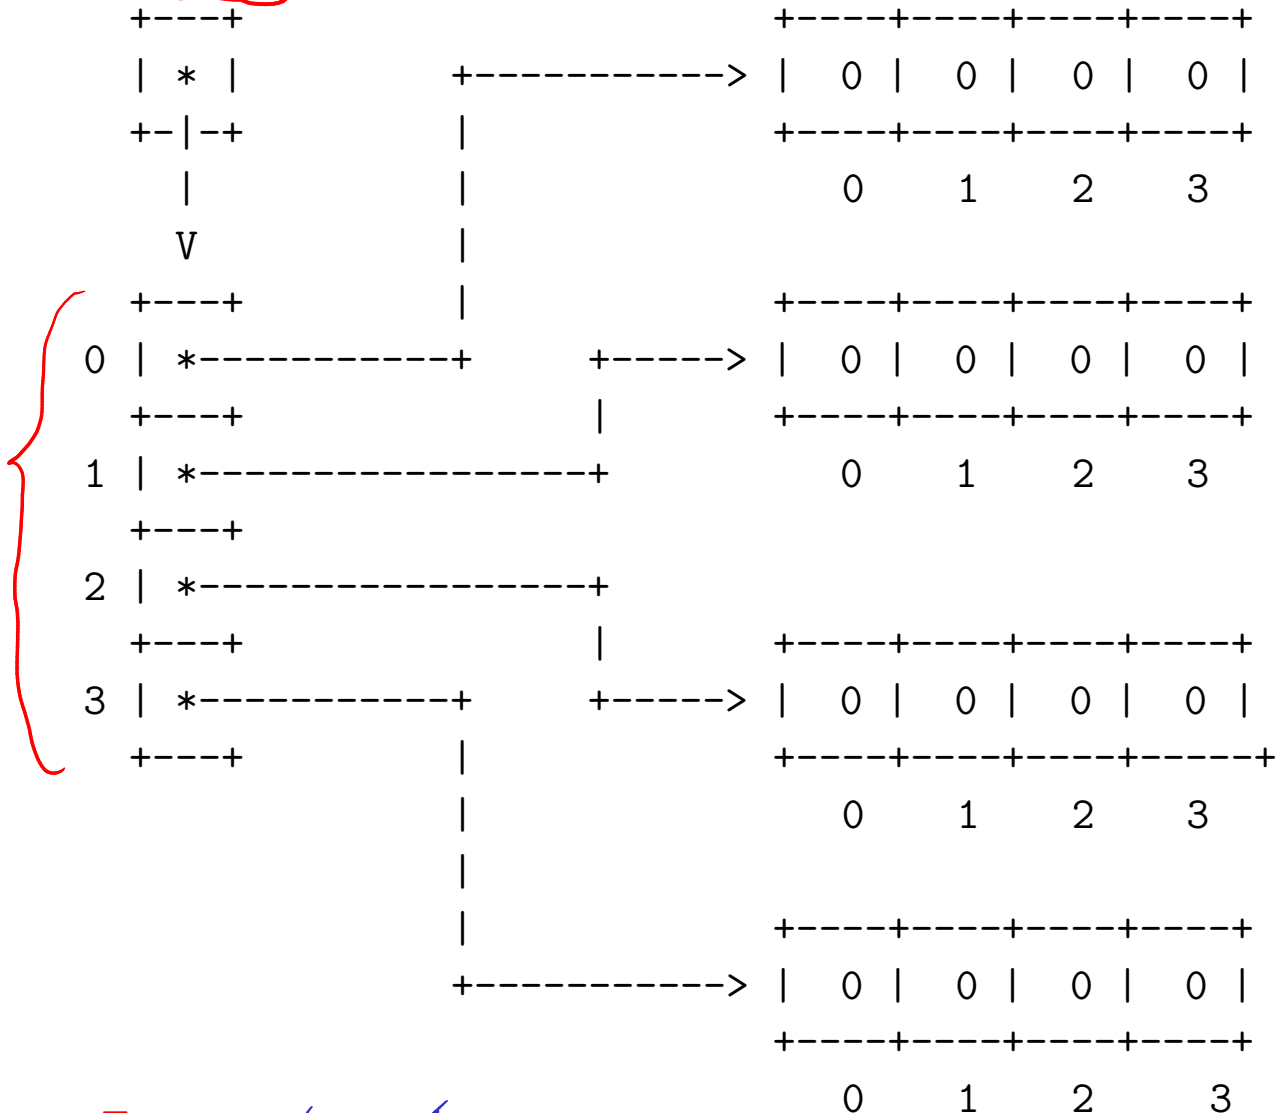 +----+                       +----+----+----+----+
| * |         +-----------> | 0 | 0 | 0 | 0 |
+-|-+         |             +----+----+----+----+
  |           |               0   1   2   3
  V           |
+----+        |             +----+----+----+----+
0 | *-----------+     +-----> | 0 | 0 | 0 | 0 |
+----+                |     +----+----+----+----+
1 | *-----------------+       0   1   2   3
+----+
2 | *-----------------+
+----+                |     +----+----+----+----+
3 | *-----------+     +-----> | 0 | 0 | 0 | 0 |
+----+        |             +----+----+----+-----+
              |               0   1   2   3
              |
              |             +----+----+----+----+
              +-----------> | 0 | 0 | 0 | 0 |
                            +----+----+----+----+
                              0   1   2   3